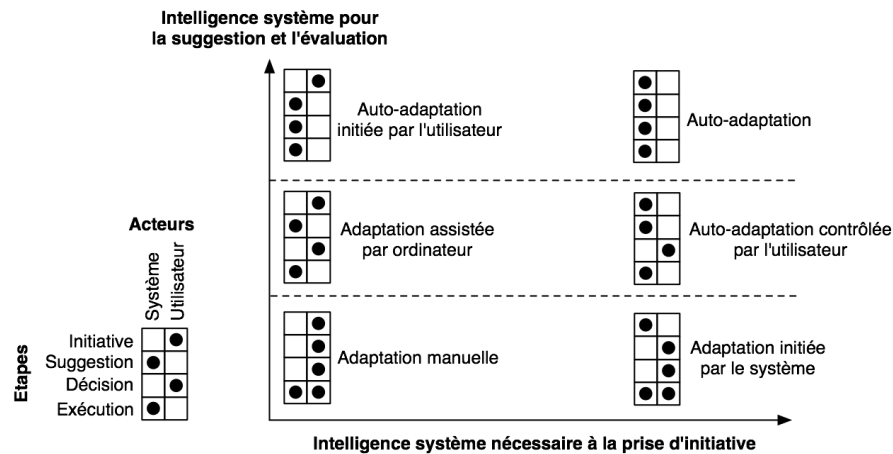 Intelligence système pour
la suggestion et l'évaluation
Auto-adaptation
initiée par l'utilisateur
Auto-adaptation
Adaptation assistée
par ordinateur
Auto-adaptation contrôlée
par l'utilisateur
Adaptation manuelle
Adaptation initiée
par le système
Intelligence système nécessaire à la prise d'initiative
Acteurs
Système
Utilisateur
Etapes
Initiative
Suggestion
Décision
Exécution